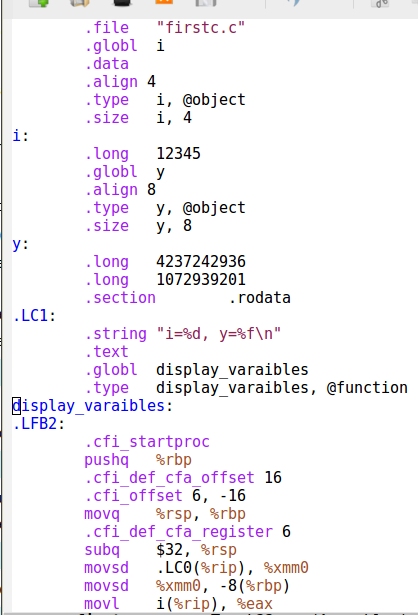 .file "firstc.c"
.globl i
.data
.align 4
.type i, @object
.size i, 4
i:
.long 12345
.globl y
.align 8
.type y, @object
.size y, 8
y:
.long 4237242936
.long 1072939201
.section .rodata
.LC1:
.string "i=%d, y=%f\n"
.text
.globl display_varaibles
.type display_varaibles, @function
display_varaibles:
.LFB2:
.cfi_startproc
pushq %rbp
.cfi_def_cfa_offset 16
.cfi_offset 6, -16
movq %rsp, %rbp
.cfi_def_cfa_register 6
subq $32, %rsp
movsd .LC0(%rip), %xmm0
movsd %xmm0, -8(%rbp)
movl i(%rip), %eax